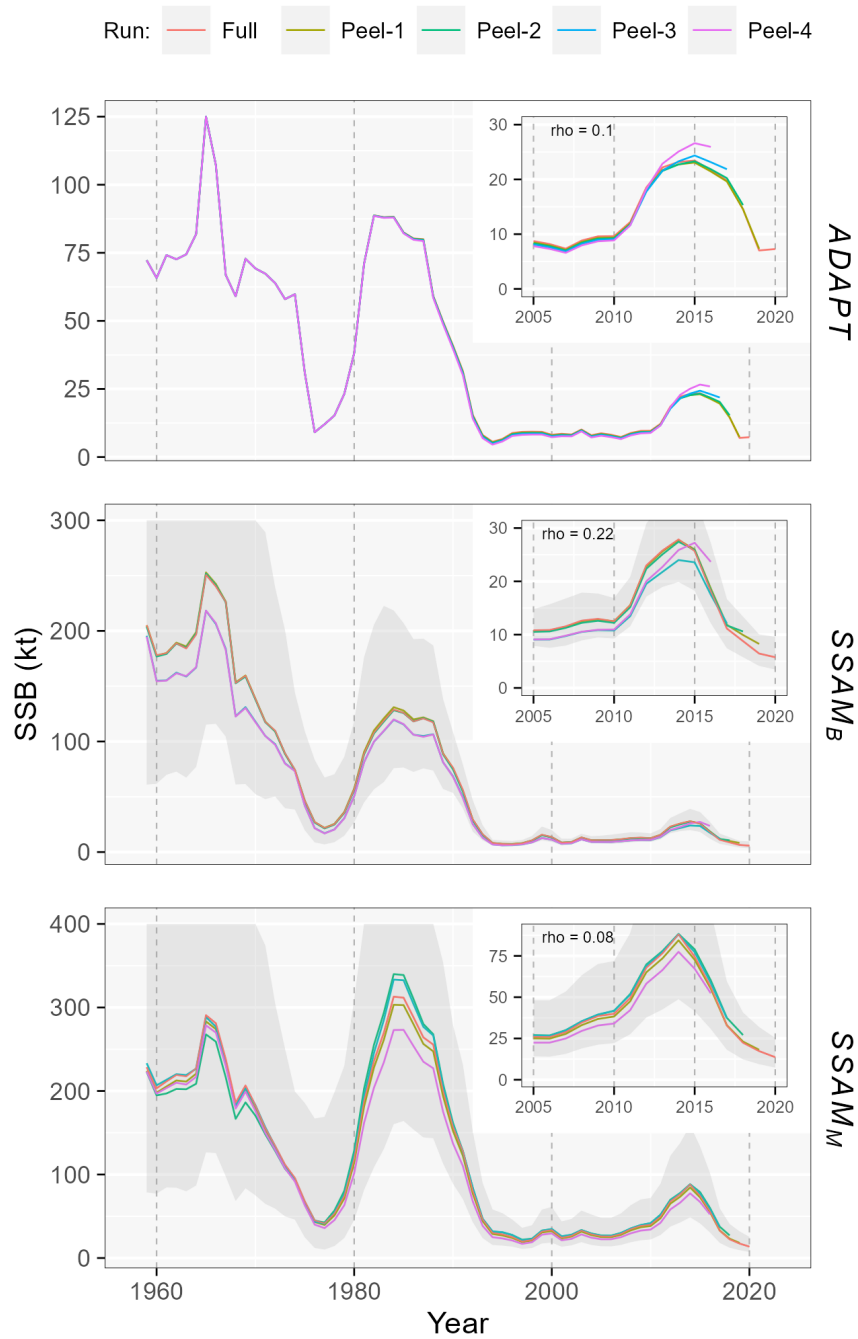 Run: Full Peel-1 Peel-2 Peel-3 Peel-4
125
100
75
50
25
0
rho = 0.1
30
20
10
0
2005 2010 2015 2020
ADAPT
SSB (kt)
300
200
100
0
rho = 0.22
30
20
10
0
2005 2010 2015 2020
SSAM_B
400
300
200
100
0
rho = 0.08
75
50
25
0
2005 2010 2015 2020
SSAM_M
1960 1980 2000 2020
Year